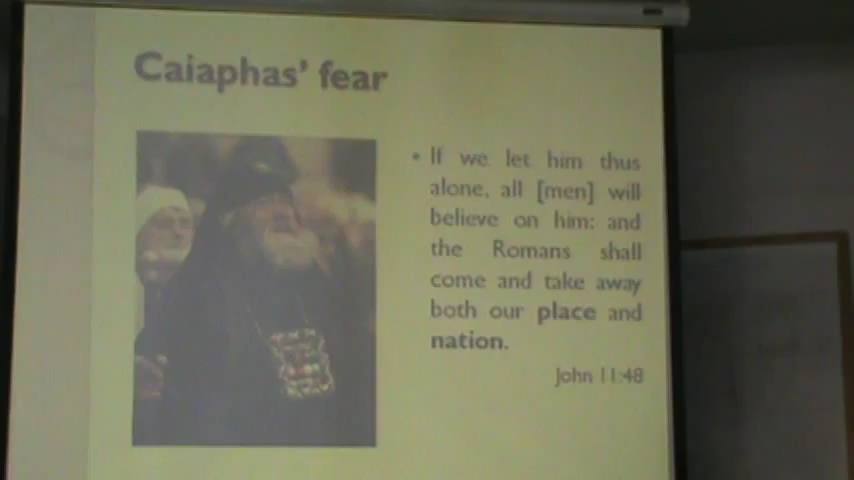 Caiaphas' fear
• If we let him thus
alone, all [men] will
believe on him: and
the Romans shall
come and take away
both our place and
nation.
John 11:48